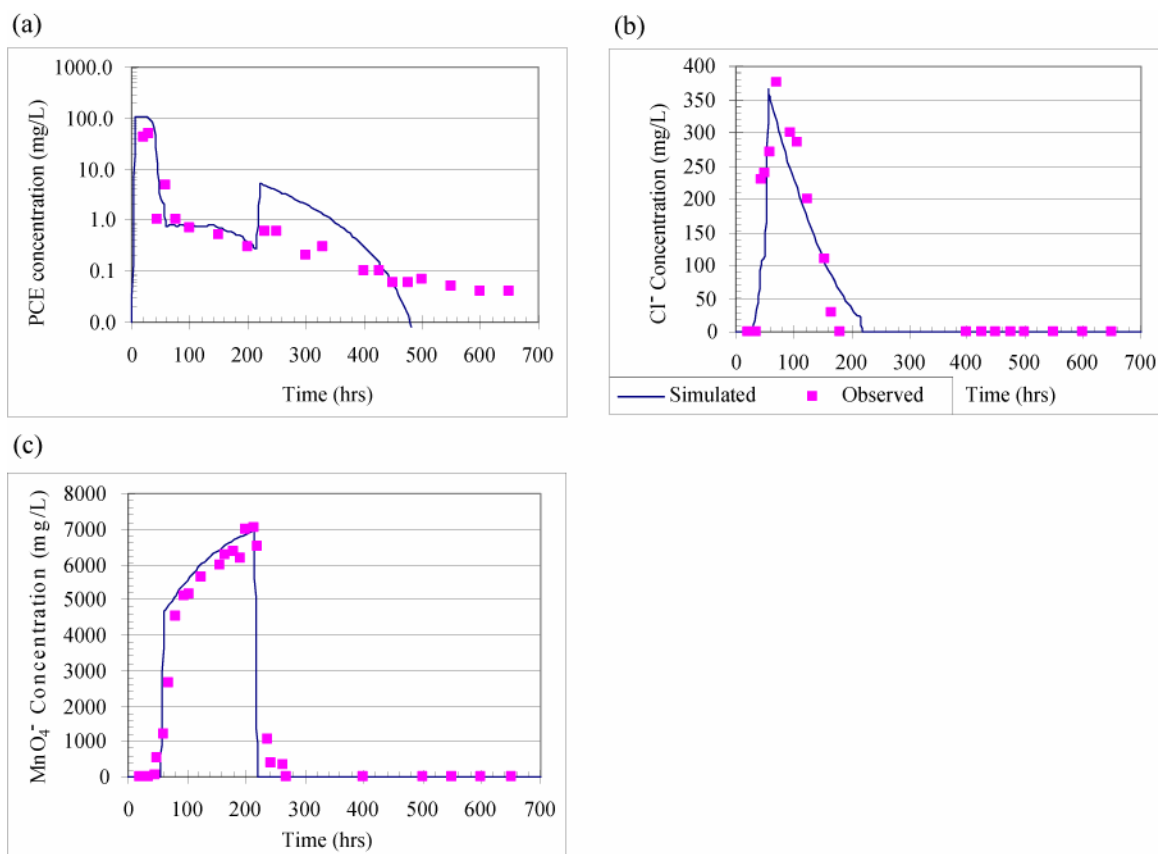 (a)
PCE concentration (mg/L)
1000.0
100.0
10.0
1.0
0.1
0.0
0 100 200 300 400 500 600 700
Time (hrs)
(b)
Cl⁻ Concentration (mg/L)
400
350
300
250
200
150
100
50
0
0 100 200 300 400 500 600 700
Simulated Observed Time (hrs)
(c)
MnO₄⁻ Concentration (mg/L)
8000
7000
6000
5000
4000
3000
2000
1000
0
0 100 200 300 400 500 600 700
Time (hrs)